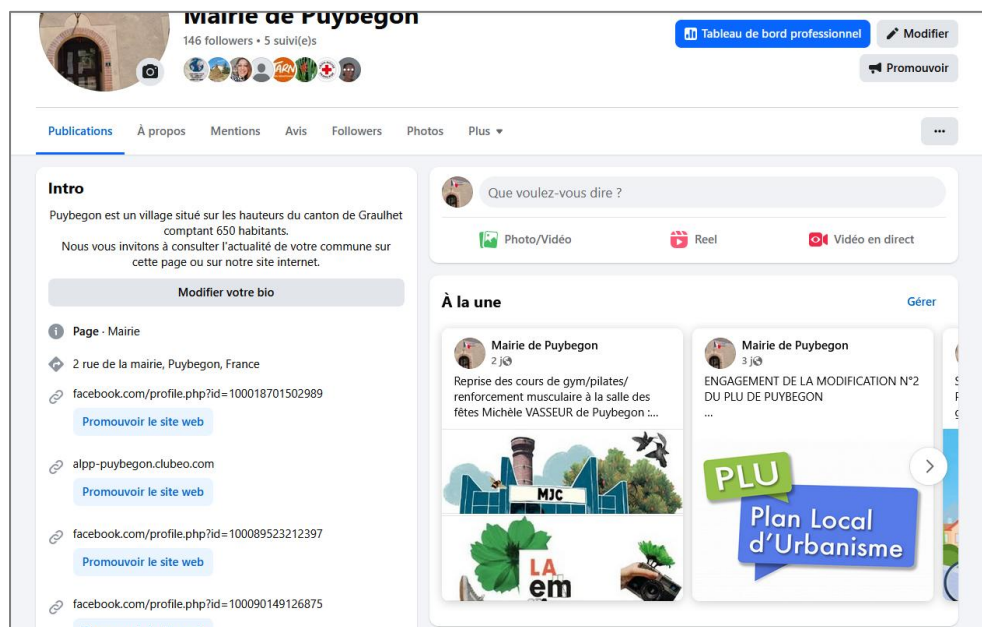 Mairie de Puybegon
146 followers • 5 suivi(e)s
Tableau de bord professionnel
Modifier
Promouvoir
Publications
À propos
Mentions
Avis
Followers
Photos
Plus
Intro
Puybegon est un village situé sur les hauteurs du canton de Graulhet
comptant 650 habitants.
Nous vous invitons à consulter l'actualité de votre commune sur
cette page ou sur notre site internet.
Modifier votre bio
Page · Mairie
2 rue de la mairie, Puybegon, France
facebook.com/profile.php?id=100018701502989
Promouvoir le site web
alpp-puybegon.clubeo.com
Promouvoir le site web
facebook.com/profile.php?id=100089523212397
Promouvoir le site web
facebook.com/profile.php?id=100090149126875
Que voulez-vous dire ?
Photo/Vidéo
Reel
Vidéo en direct
À la une
Gérer
Mairie de Puybegon
2 j
Reprise des cours de gym/pilates/
renforcement musculaire à la salle des
fêtes Michèle VASSEUR de Puybegon :...
MJC
LA
em
Mairie de Puybegon
3 j
ENGAGEMENT DE LA MODIFICATION N°2
DU PLU DE PUYBEGON
...
PLU
Plan Local
d'Urbanisme